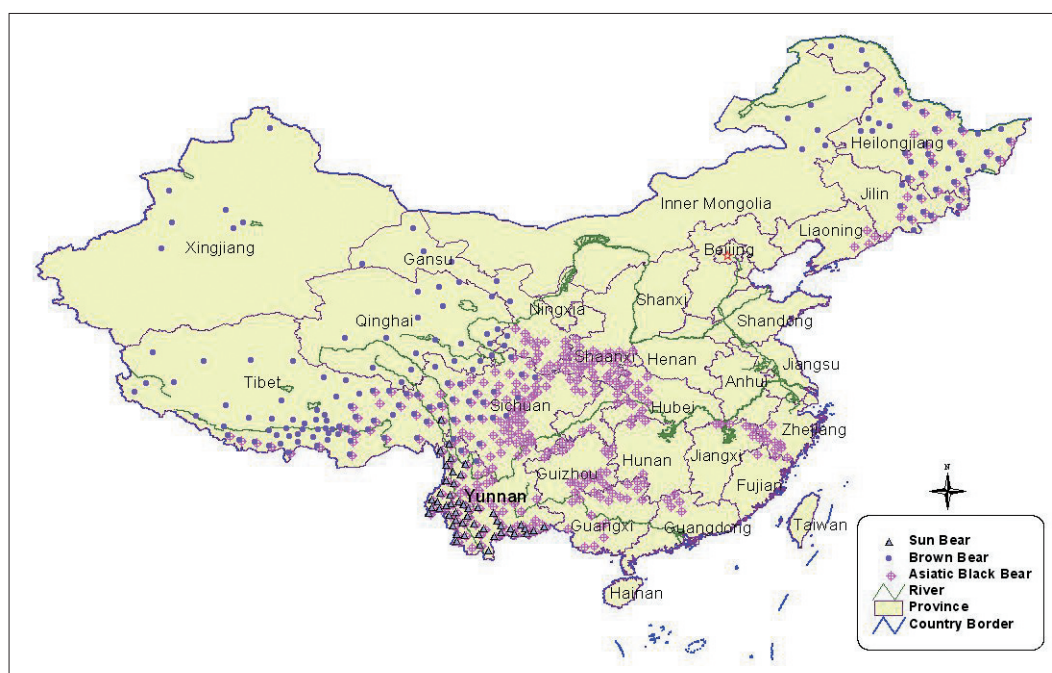 Heilongjiang
Jilin
Inner Mongolia
Liaoning
Beijing
Xingjiang
Gansu
Ningxia
Shanxi
Shandong
Qinghai
Shaanxi
Henan
Jiangsu
Anhui
Tibet
Sichuan
Hubei
Zhejiang
Guizhou
Hunan
Jiangxi
Yunnan
Fujian
Guangxi
Guangdong
Taiwan
Hainan
N
Sun Bear
Brown Bear
Asiatic Black Bear
River
Province
Country Border